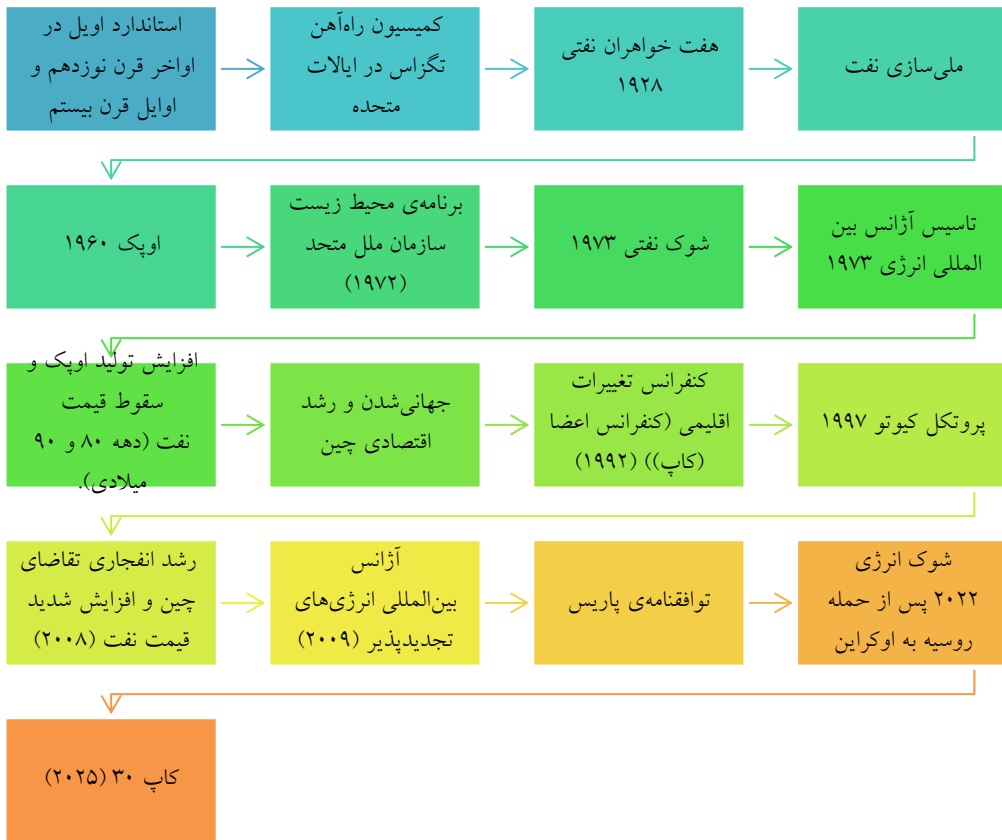 استاندارد اویل در
اواخر قرن نوزدهم و
اوایل قرن بیستم
کمیسیون راه‌آهن
تگزاس در ایالات
متحده
هفت خواهران نفتی
۱۹۲۸
ملی‌سازی نفت
اوپک ۱۹۶۰
برنامه‌ی محیط زیست
سازمان ملل متحد
(۱۹۷۲)
شوک نفتی ۱۹۷۳
تاسیس آژانس بین
المللی انرژی ۱۹۷۳
افزایش تولید اوپک و
سقوط قیمت
نفت (دهه ۸۰ و ۹۰
میلادی).
جهانی‌شدن و رشد
اقتصادی چین
کنفرانس تغییرات
اقلیمی (کنفرانس اعضا
(کاپ)) (۱۹۹۲)
پروتکل کیوتو ۱۹۹۷
رشد انفجاری تقاضای
چین و افزایش شدید
قیمت نفت (۲۰۰۸)
آژانس
بین‌المللی انرژی‌های
تجدیدپذیر (۲۰۰۹)
توافقنامه‌ی پاریس
شوک انرژی
۲۰۲۲ پس از حمله
روسیه به اوکراین
کاپ ۳۰ (۲۰۲۵)